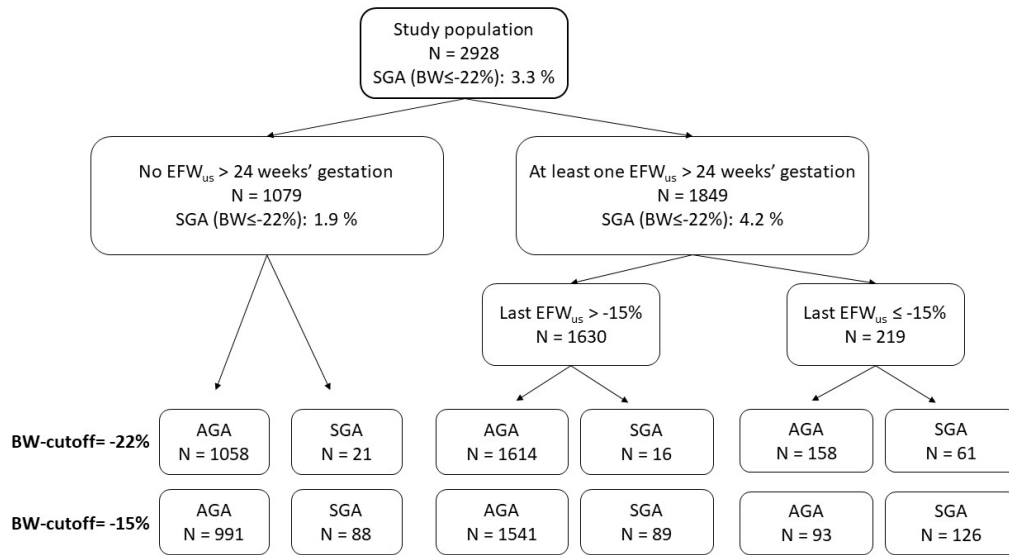 Study population
N = 2928
SGA (BW≤-22%): 3.3 %
No EFWus > 24 weeks' gestation
N = 1079
SGA (BW≤-22%): 1.9 %
At least one EFWus > 24 weeks' gestation
N = 1849
SGA (BW≤-22%): 4.2 %
Last EFWus > -15%
N = 1630
Last EFWus ≤ -15%
N = 219
BW-cutoff= -22%
AGA
N = 1058
SGA
N = 21
AGA
N = 1614
SGA
N = 16
AGA
N = 158
SGA
N = 61
BW-cutoff= -15%
AGA
N = 991
SGA
N = 88
AGA
N = 1541
SGA
N = 89
AGA
N = 93
SGA
N = 126